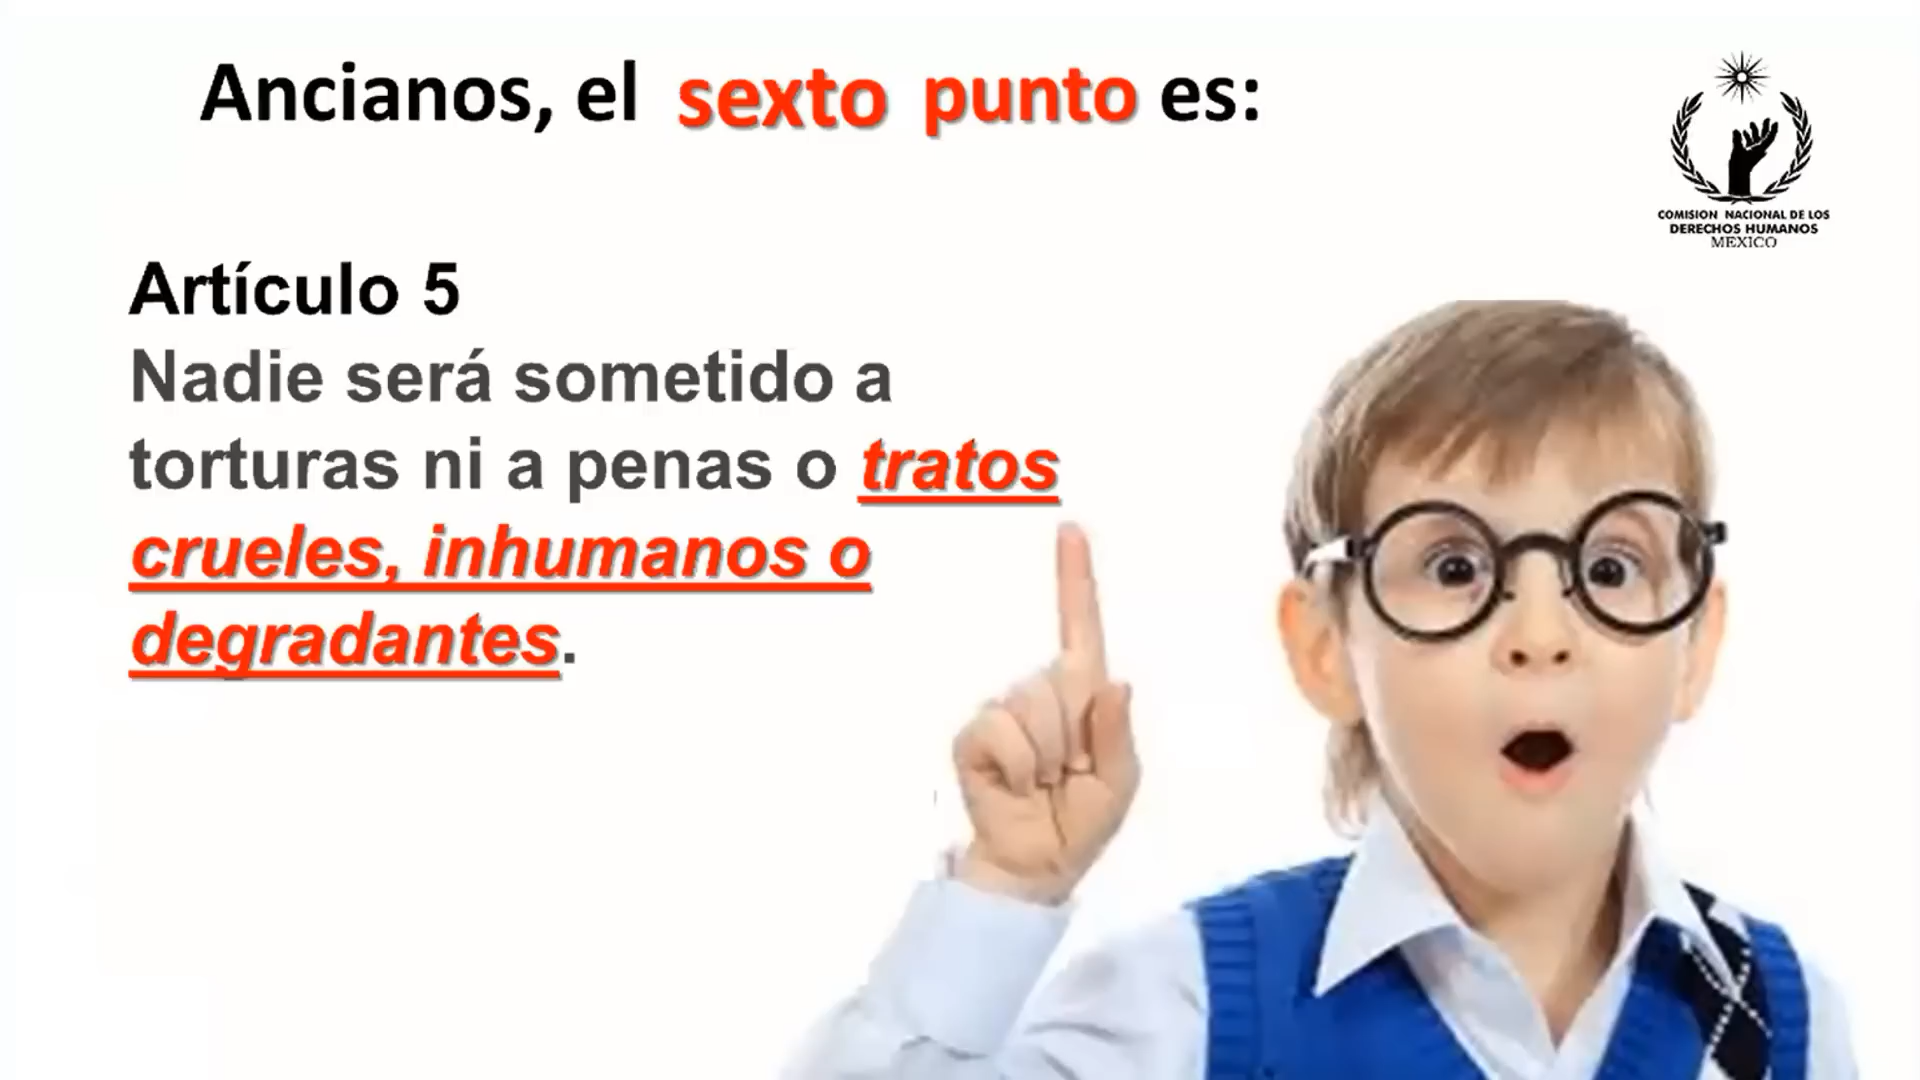 Ancianos, el sexto punto es:
COMISION NACIONAL DE LOS
DERECHOS HUMANOS
MEXICO
Artículo 5
Nadie será sometido a
torturas ni a penas o tratos
crueles, inhumanos o
degradantes.